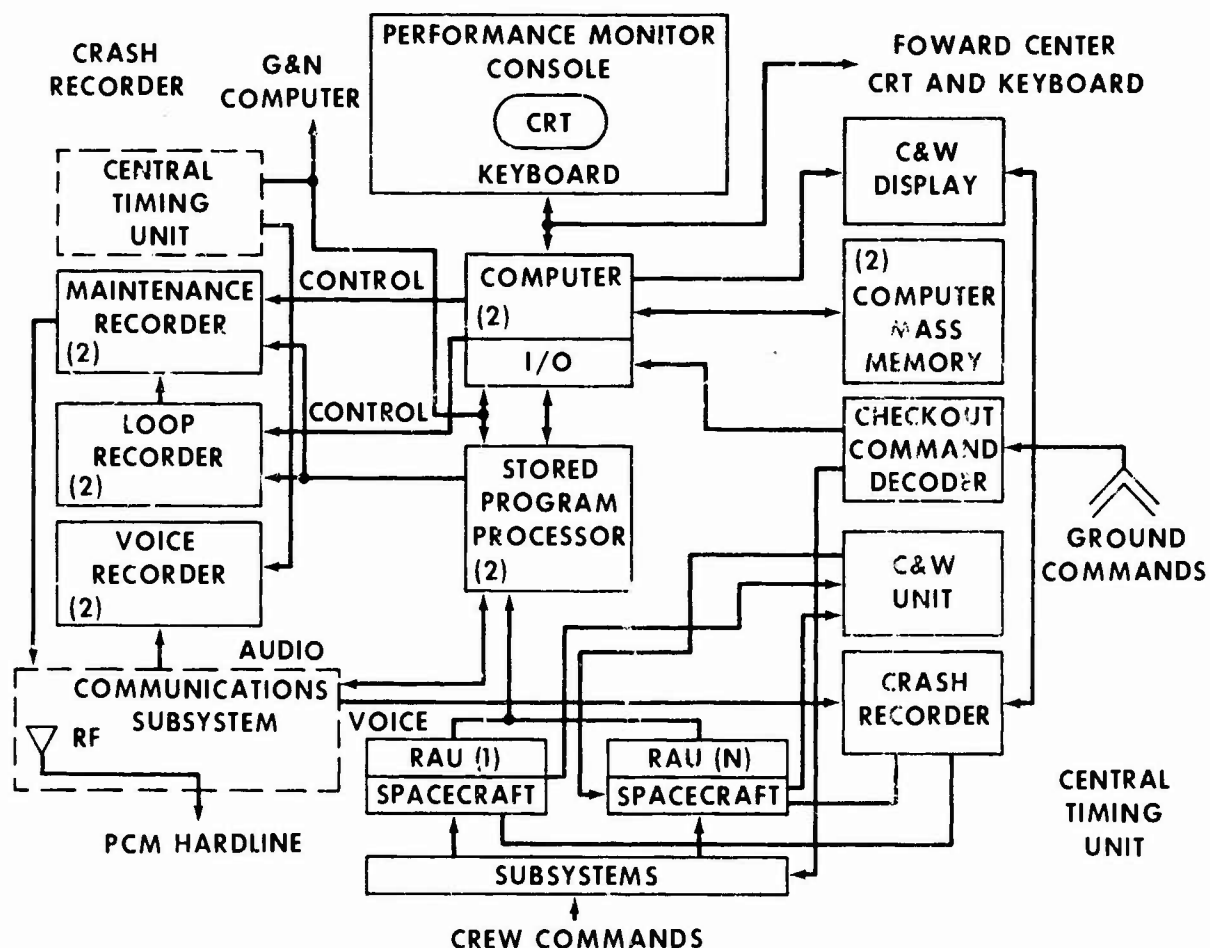 CRASH
RECORDER
G&N
COMPUTER
PERFORMANCE MONITOR
CONSOLE
CRT
KEYBOARD
FOWARD CENTER
CRT AND KEYBOARD
CENTRAL
TIMING
UNIT
C&W
DISPLAY
MAINTENANCE
RECORDER
(2)
CONTROL
COMPUTER
(2)
I/O
(2)
COMPUTER
MASS
MEMORY
LOOP
RECORDER
(2)
CONTROL
STORED
PROGRAM
PROCESSOR
(2)
CHECKOUT
COMMAND
DECODER
GROUND
COMMANDS
VOICE
RECORDER
(2)
C&W
UNIT
AUDIO
COMMUNICATIONS
SUBSYSTEM
RF
VOICE
CRASH
RECORDER
RAU (1)
SPACECRAFT
RAU (N)
SPACECRAFT
PCM HARDLINE
CENTRAL
TIMING
UNIT
SUBSYSTEMS
CREW COMMANDS